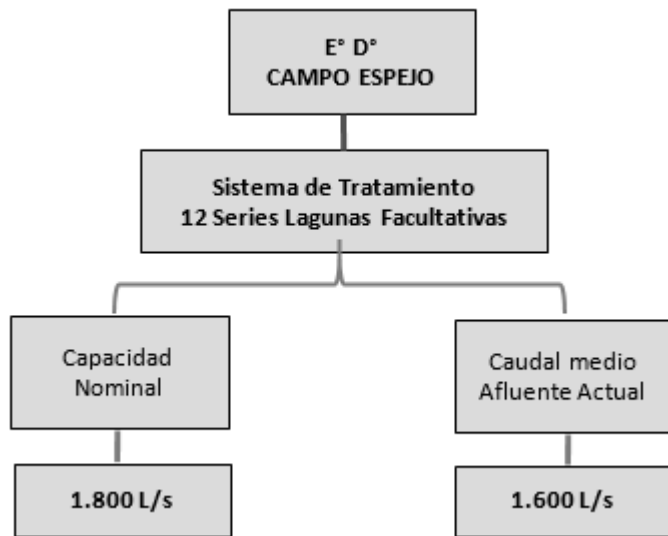 E° D°
CAMPO ESPEJO
Sistema de Tratamiento
12 Series Lagunas Facultativas
Capacidad
Nominal
Caudal medio
Afluente Actual
1.800 L/s
1.600 L/s